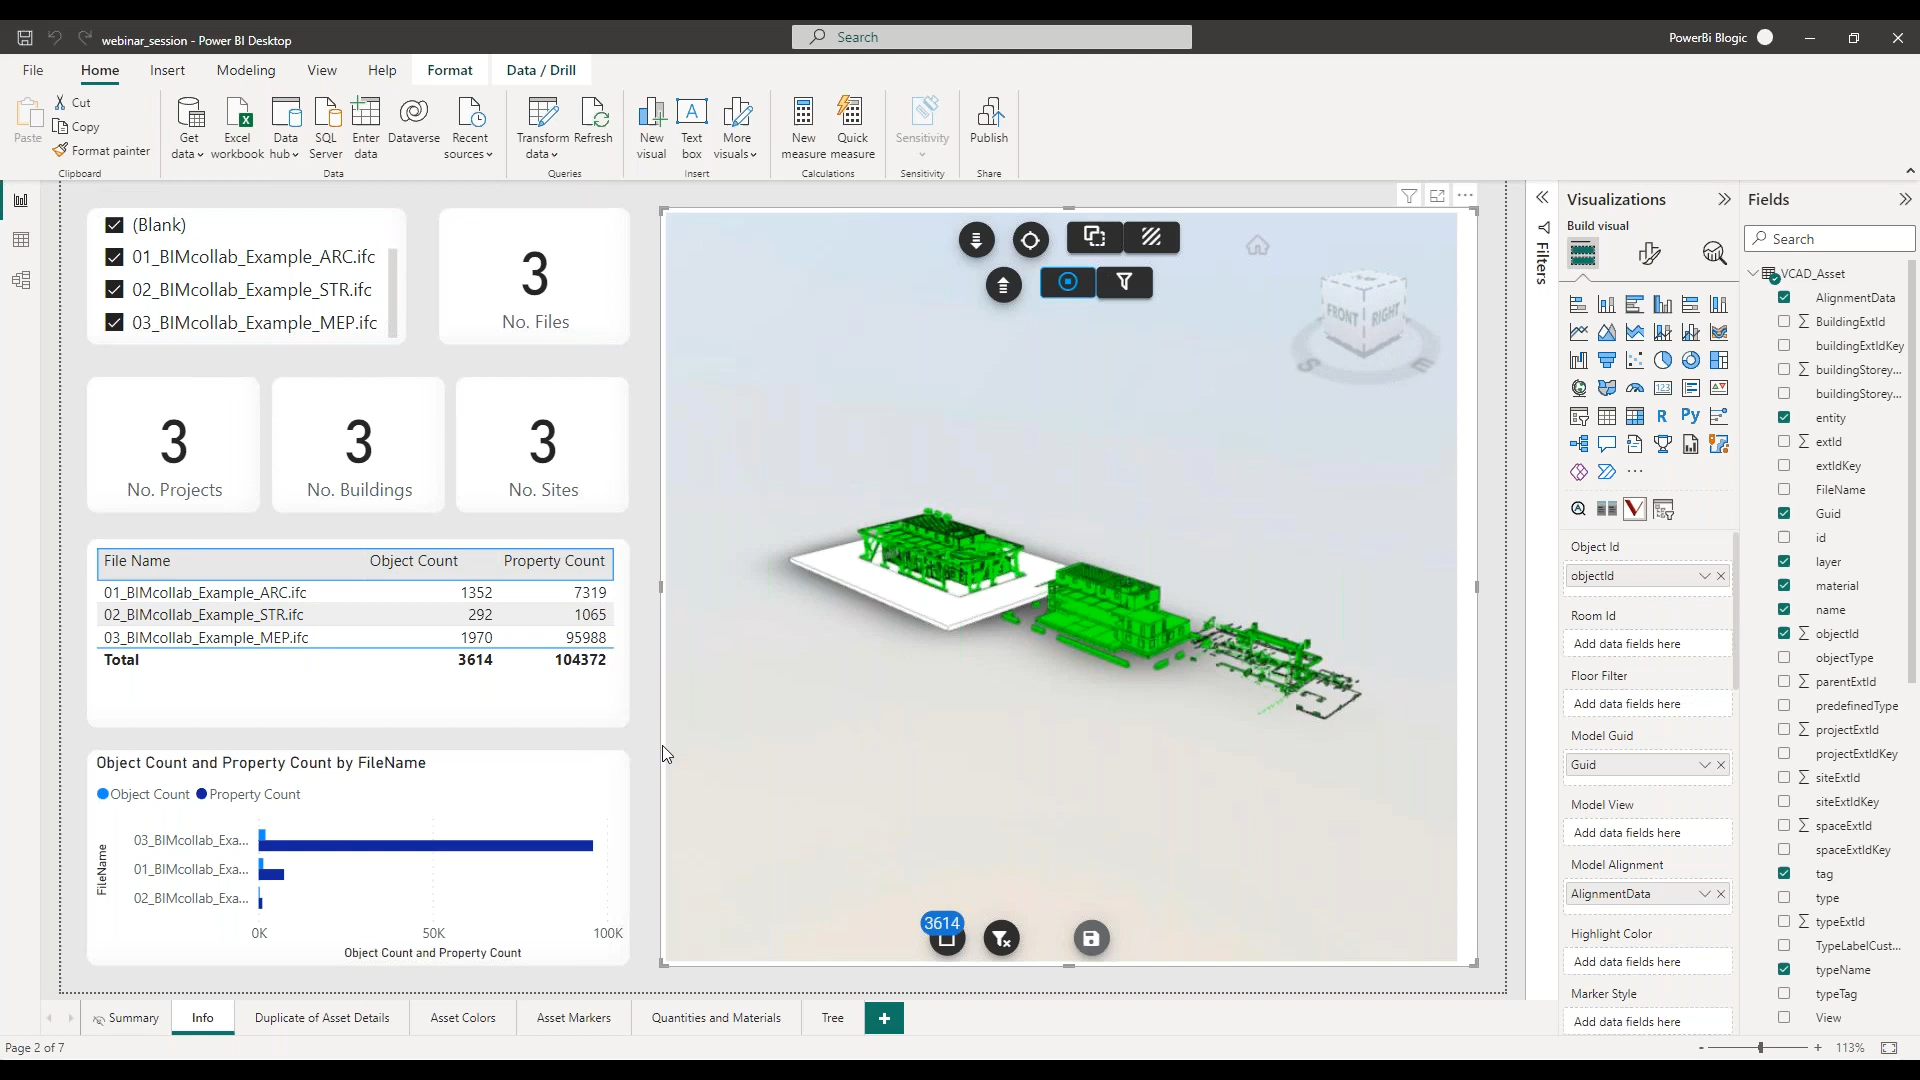 webinar_session - Power BI Desktop
Search
PowerBi Blogic
File Home Insert Modeling View Help Format Data / Drill
Paste
Cut
Copy
Format painter
Clipboard
Get data
Excel workbook
Data hub
SQL Server
Enter data
Dataverse
Recent sources
Data
Transform data
Refresh
Queries
New visual
Text box
More visuals
Insert
New measure
Quick measure
Calculations
Sensitivity
Sensitivity
Publish
Share
(Blank)
01_BIMcollab_Example_ARC.ifc
02_BIMcollab_Example_STR.ifc
03_BIMcollab_Example_MEP.ifc
3
No. Files
3
No. Projects
3
No. Buildings
3
No. Sites
File Name Object Count Property Count
01_BIMcollab_Example_ARC.ifc 1352 7319
02_BIMcollab_Example_STR.ifc 292 1065
03_BIMcollab_Example_MEP.ifc 1970 95988
Total 3614 104372
Object Count and Property Count by FileName
Object Count Property Count
FileName
03_BIMcollab_Exa...
01_BIMcollab_Exa...
02_BIMcollab_Exa...
0K 50K 100K
Object Count and Property Count
FRONT RIGHT
S E
3614
Filters
Visualizations
Build visual
123
R Py
Object Id
objectId
Room Id
Add data fields here
Floor Filter
Add data fields here
Model Guid
Guid
Model View
Add data fields here
Model Alignment
AlignmentData
Highlight Color
Add data fields here
Marker Style
Add data fields here
Fields
Search
VCAD_Asset
AlignmentData
BuildingExtId
buildingExtIdKey
buildingStorey...
buildingStorey...
entity
extId
extIdKey
FileName
Guid
id
layer
material
name
objectId
objectType
parentExtId
predefinedType
projectExtId
projectExtIdKey
siteExtId
siteExtIdKey
spaceExtId
spaceExtIdKey
tag
type
typeExtId
TypeLabelCust...
typeName
typeTag
View
Summary Info Duplicate of Asset Details Asset Colors Asset Markers Quantities and Materials Tree +
Page 2 of 7
- + 113%